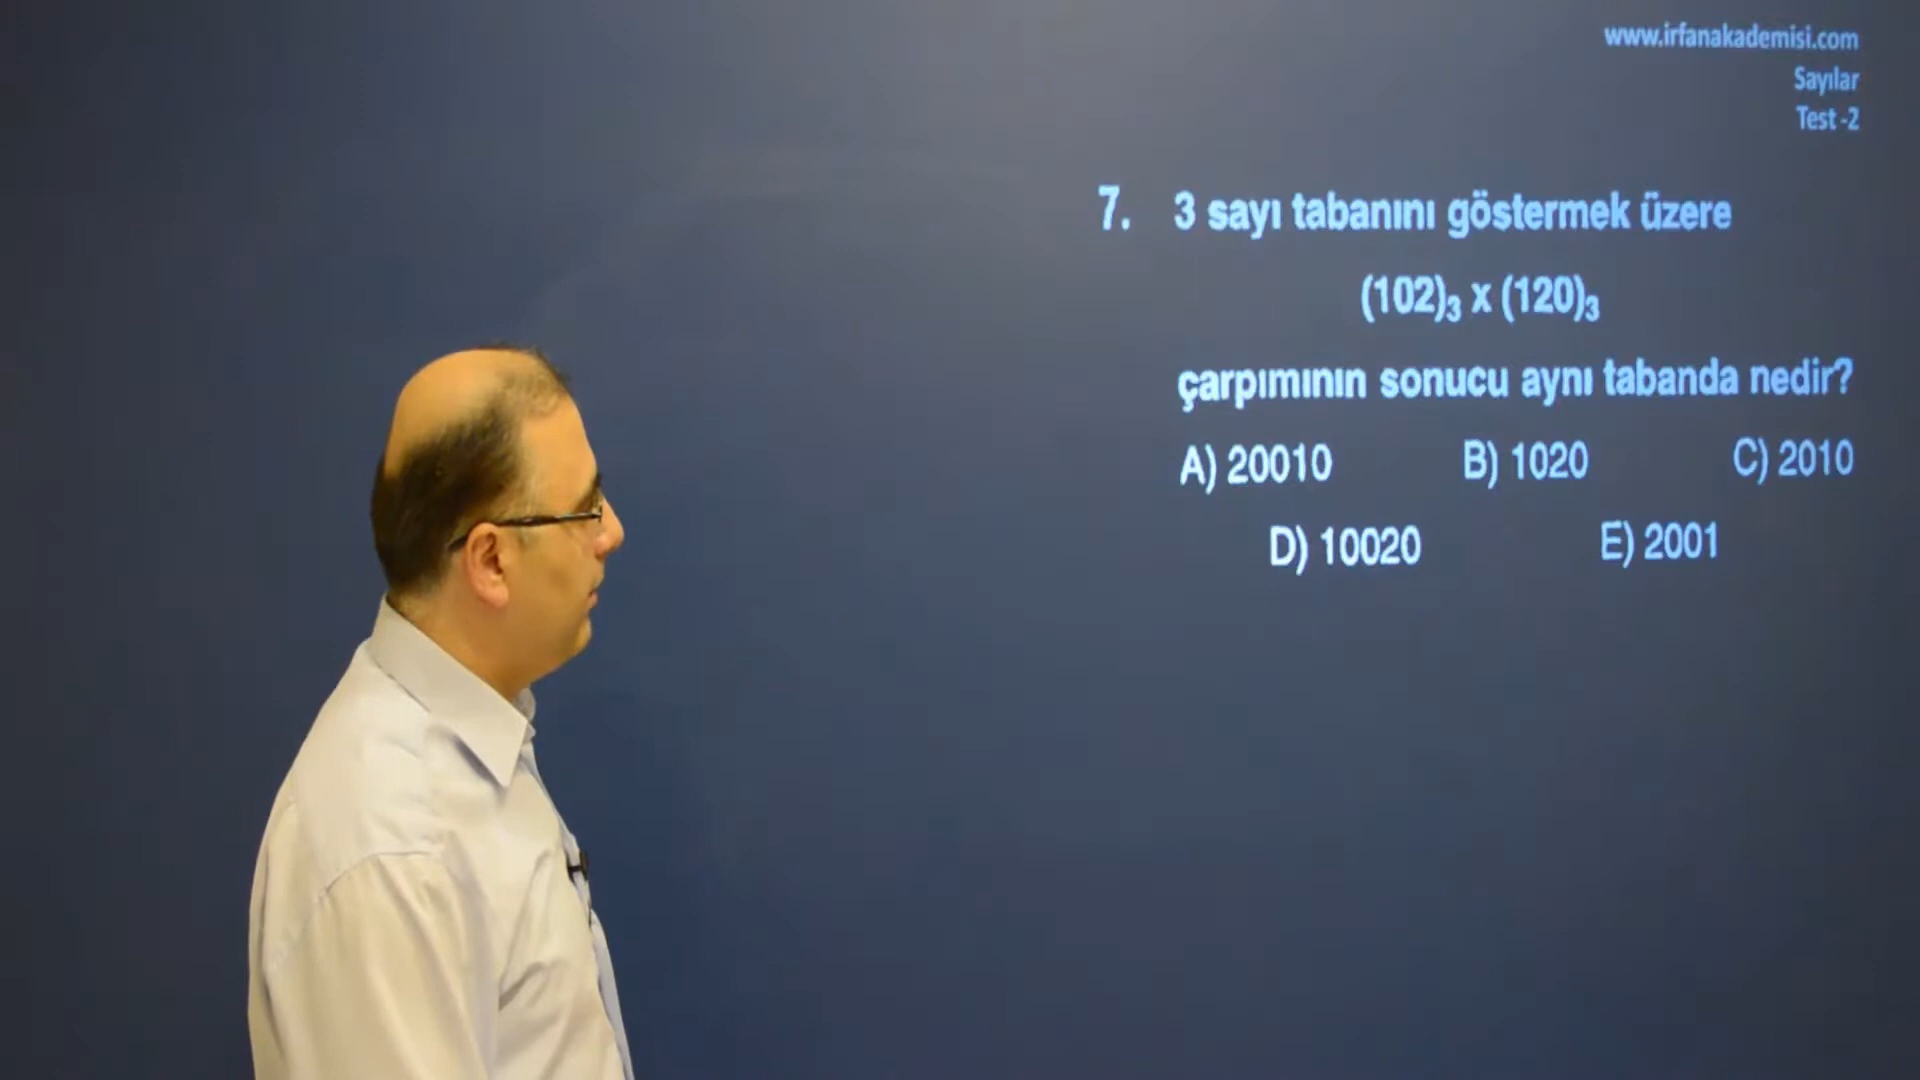 www.irfanakademisi.com
Sayılar
Test -2
7. 3 sayı tabanını göstermek üzere
(102)₃ x (120)₃
çarpımının sonucu aynı tabanda nedir?
A) 20010 B) 1020 C) 2010
D) 10020 E) 2001